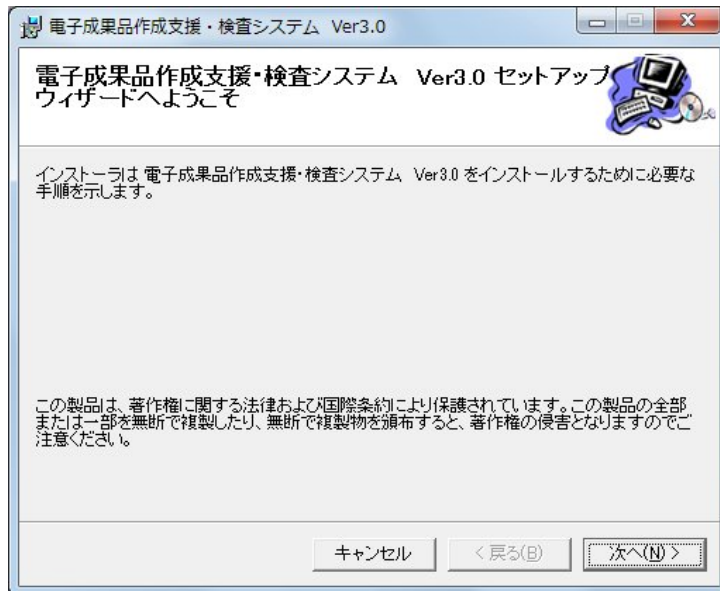 電子成果品作成支援・検査システム Ver3.0
電子成果品作成支援・検査システム Ver3.0 セットアップ
ウィザードへようこそ
インストーラは 電子成果品作成支援・検査システム Ver3.0 をインストールするために必要な
手順を示します。
この製品は、著作権に関する法律および国際条約により保護されています。この製品の全部
または一部を無断で複製したり、無断で複製物を頒布すると、著作権の侵害となりますのでご
注意ください。
キャンセル
< 戻る(B)
次へ(N) >